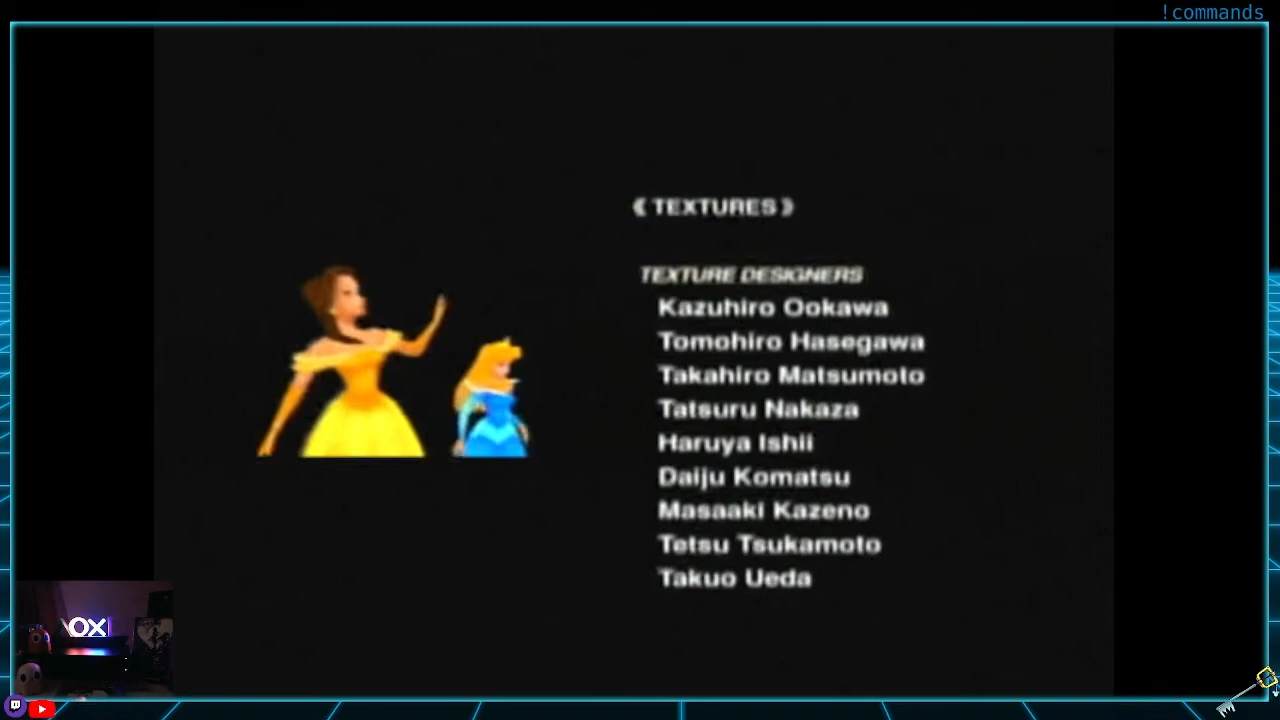 !commands
《 TEXTURES 》
TEXTURE DESIGNERS
Kazuhiro Ookawa
Tomohiro Hasegawa
Takahiro Matsumoto
Tatsuru Nakaza
Haruya Ishii
Daiju Komatsu
Masaaki Kazeno
Tetsu Tsukamoto
Takuo Ueda
OX